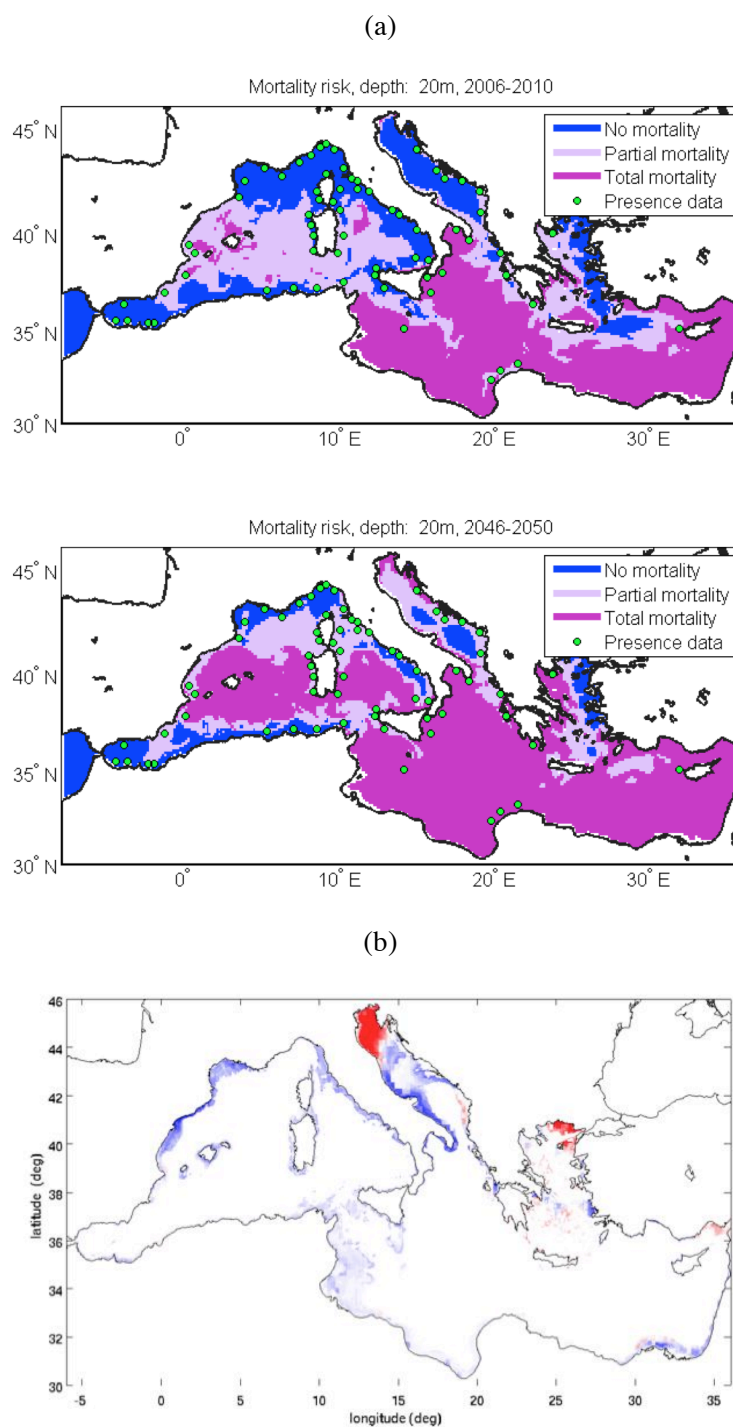 (a)
Mortality risk, depth: 20m, 2006-2010
45° N
40° N
35° N
30° N
No mortality
Partial mortality
Total mortality
Presence data
0°
10° E
20° E
30° E
Mortality risk, depth: 20m, 2046-2050
45° N
40° N
35° N
30° N
No mortality
Partial mortality
Total mortality
Presence data
0°
10° E
20° E
30° E
(b)
latitude (deg)
46
44
42
40
38
36
34
32
30
-5
0
5
10
15
20
25
30
35
longitude (deg)